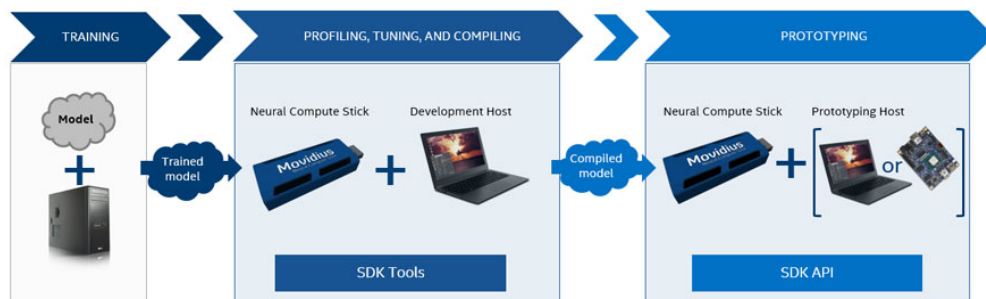 TRAINING
PROFILING, TUNING, AND COMPILING
PROTOTYPING
Model
Trained
model
Neural Compute Stick
Development Host
Movidius
SDK Tools
Compiled
model
Neural Compute Stick
Prototyping Host
Movidius
or
SDK API